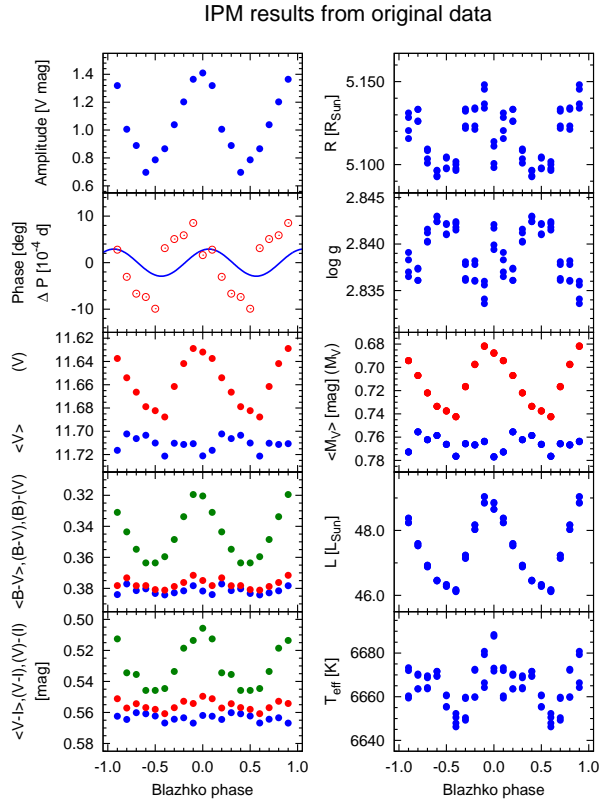 IPM results from original data
Amplitude [V mag]
1.4
1.2
1.0
0.8
0.6
R [R_Sun]
5.150
5.100
Phase [deg]
Δ P [10^-4 d]
10
0
-10
log g
2.845
2.840
2.835
<V> (V)
11.62
11.64
11.66
11.68
11.70
11.72
<M_V> [mag] (M_V)
0.68
0.70
0.72
0.74
0.76
0.78
<B-V>,(B-V),(B)-(V)
0.32
0.34
0.36
0.38
L [L_Sun]
48.0
46.0
<V-I>,(V-I),(V)-(I)
[mag]
0.50
0.52
0.54
0.56
0.58
T_eff [K]
6680
6660
6640
-1.0 -0.5 0.0 0.5 1.0
Blazhko phase
-1.0 -0.5 0.0 0.5 1.0
Blazhko phase